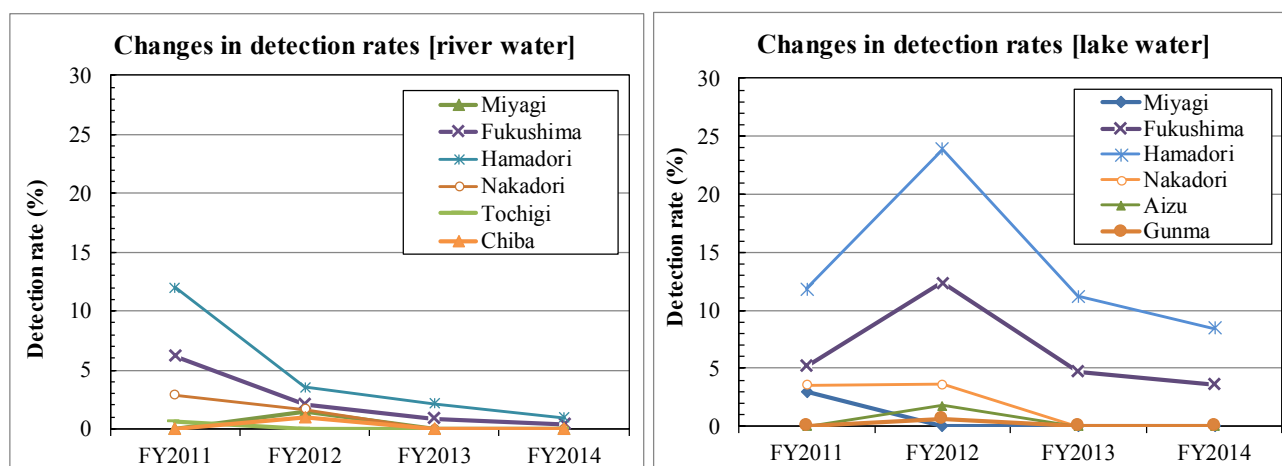 Changes in detection rates [river water]
30
25
20
15
10
5
0
Detection rate (%)
Miyagi
Fukushima
Hamadori
Nakadori
Tochigi
Chiba
FY2011 FY2012 FY2013 FY2014
Changes in detection rates [lake water]
30
25
20
15
10
5
0
Detection rate (%)
Miyagi
Fukushima
Hamadori
Nakadori
Aizu
Gunma
FY2011 FY2012 FY2013 FY2014